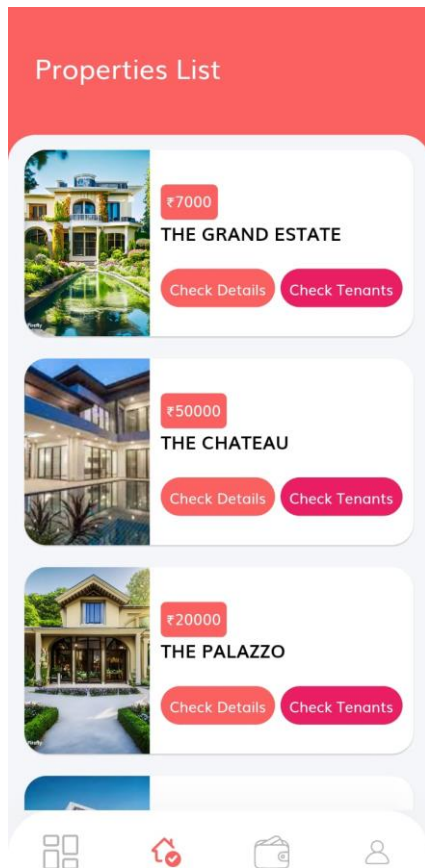 Properties List
₹7000
THE GRAND ESTATE
Check Details
Check Tenants
₹50000
THE CHATEAU
Check Details
Check Tenants
₹20000
THE PALAZZO
Check Details
Check Tenants